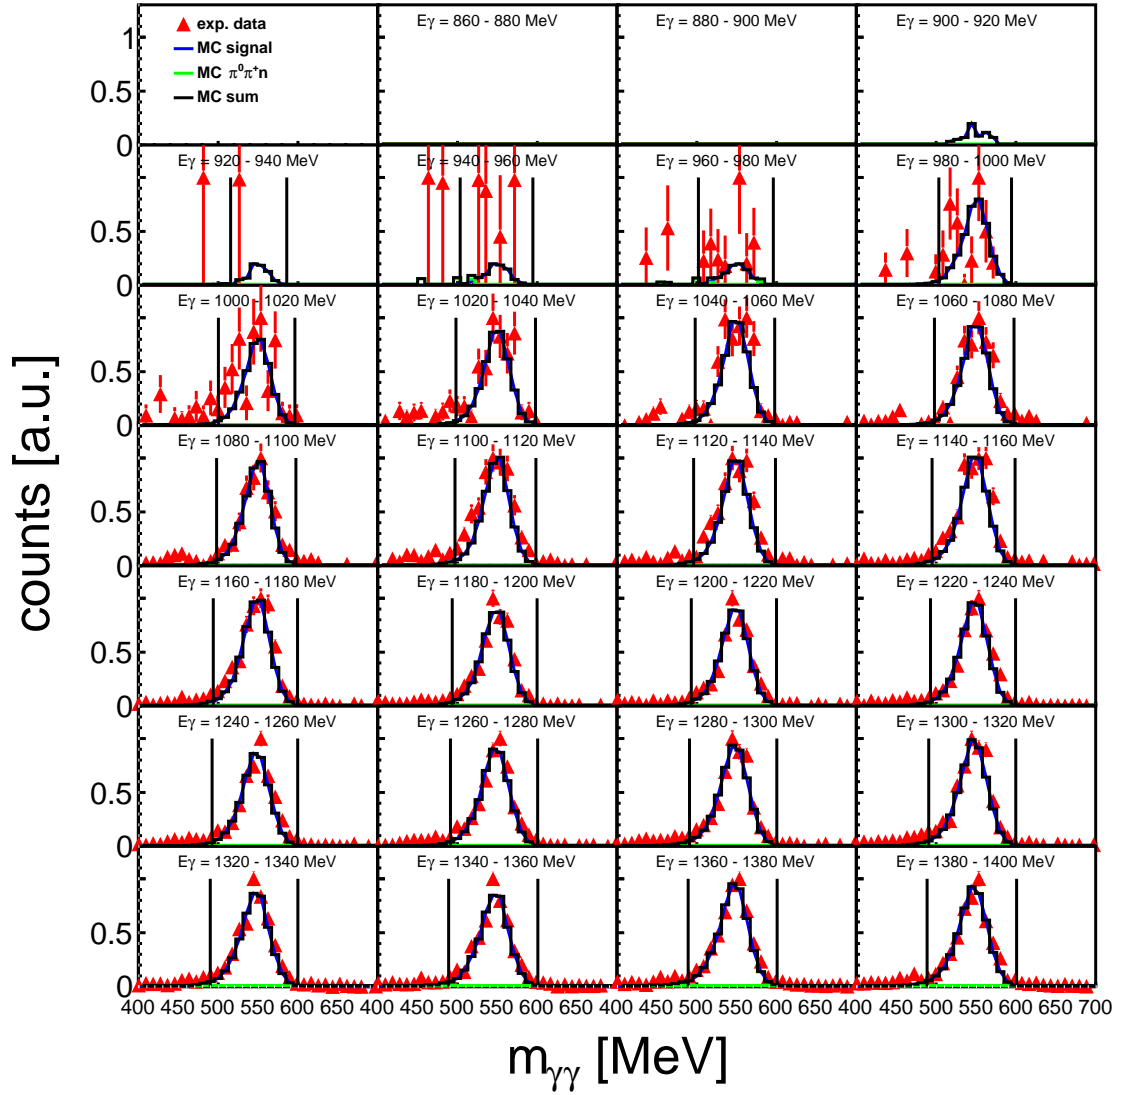 exp. data
MC signal
MC π⁰π⁺n
MC sum
Eγ = 860 - 880 MeV
Eγ = 880 - 900 MeV
Eγ = 900 - 920 MeV
1
0.5
0
Eγ = 920 - 940 MeV
Eγ = 940 - 960 MeV
Eγ = 960 - 980 MeV
Eγ = 980 - 1000 MeV
0.5
0
Eγ = 1000 - 1020 MeV
Eγ = 1020 - 1040 MeV
Eγ = 1040 - 1060 MeV
Eγ = 1060 - 1080 MeV
0.5
0
Eγ = 1080 - 1100 MeV
Eγ = 1100 - 1120 MeV
Eγ = 1120 - 1140 MeV
Eγ = 1140 - 1160 MeV
0.5
0
Eγ = 1160 - 1180 MeV
Eγ = 1180 - 1200 MeV
Eγ = 1200 - 1220 MeV
Eγ = 1220 - 1240 MeV
0.5
0
Eγ = 1240 - 1260 MeV
Eγ = 1260 - 1280 MeV
Eγ = 1280 - 1300 MeV
Eγ = 1300 - 1320 MeV
0.5
0
Eγ = 1320 - 1340 MeV
Eγ = 1340 - 1360 MeV
Eγ = 1360 - 1380 MeV
Eγ = 1380 - 1400 MeV
0.5
0
400 450 500 550 600 650 400 450 500 550 600 650 400 450 500 550 600 650 400 450 500 550 600 650 700
counts [a.u.]
m_γγ [MeV]